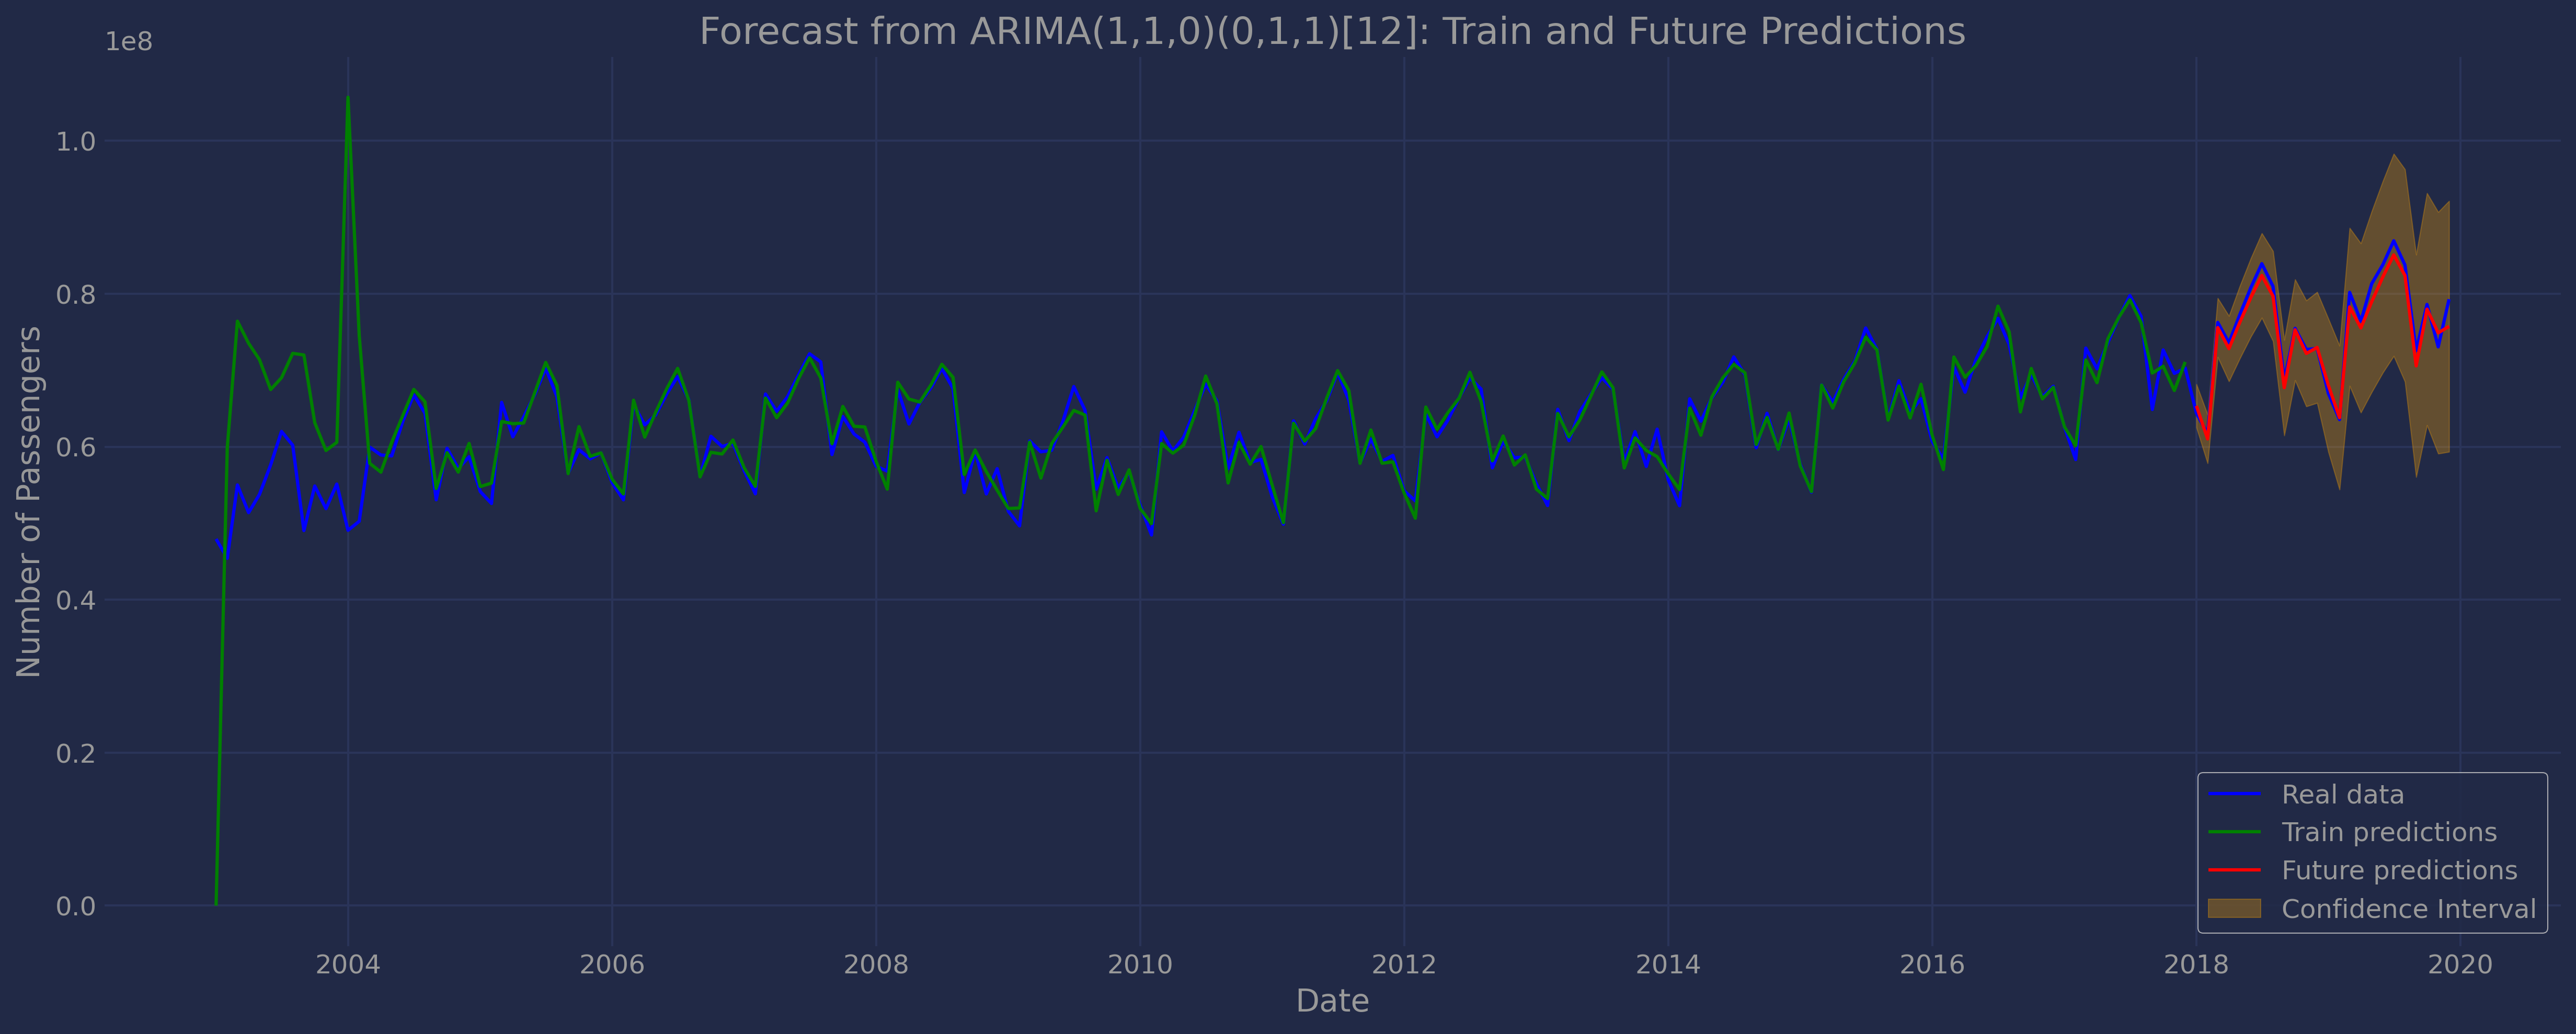 Forecast from ARIMA(1,1,0)(0,1,1)[12]: Train and Future Predictions
1e8
1.0
0.8
0.6
0.4
0.2
0.0
Number of Passengers
2004 2006 2008 2010 2012 2014 2016 2018 2020
Date
Real data
Train predictions
Future predictions
Confidence Interval